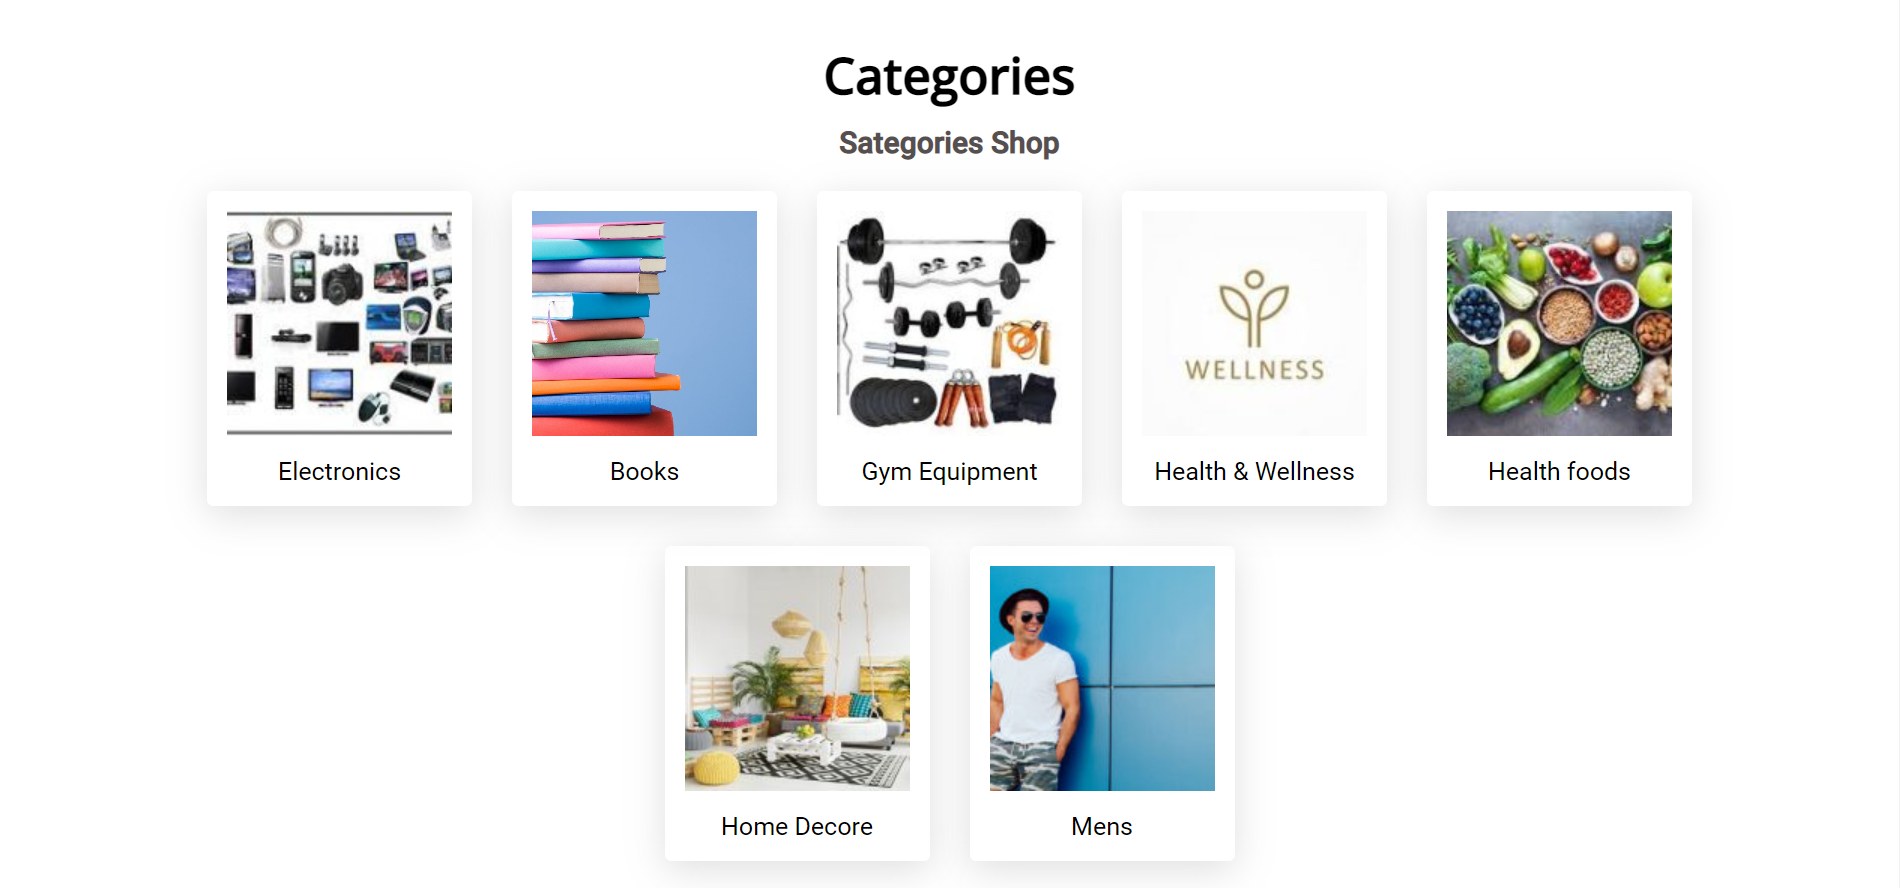 Categories
Sategories Shop
WELLNESS
Electronics
Books
Gym Equipment
Health & Wellness
Health foods
Home Decore
Mens